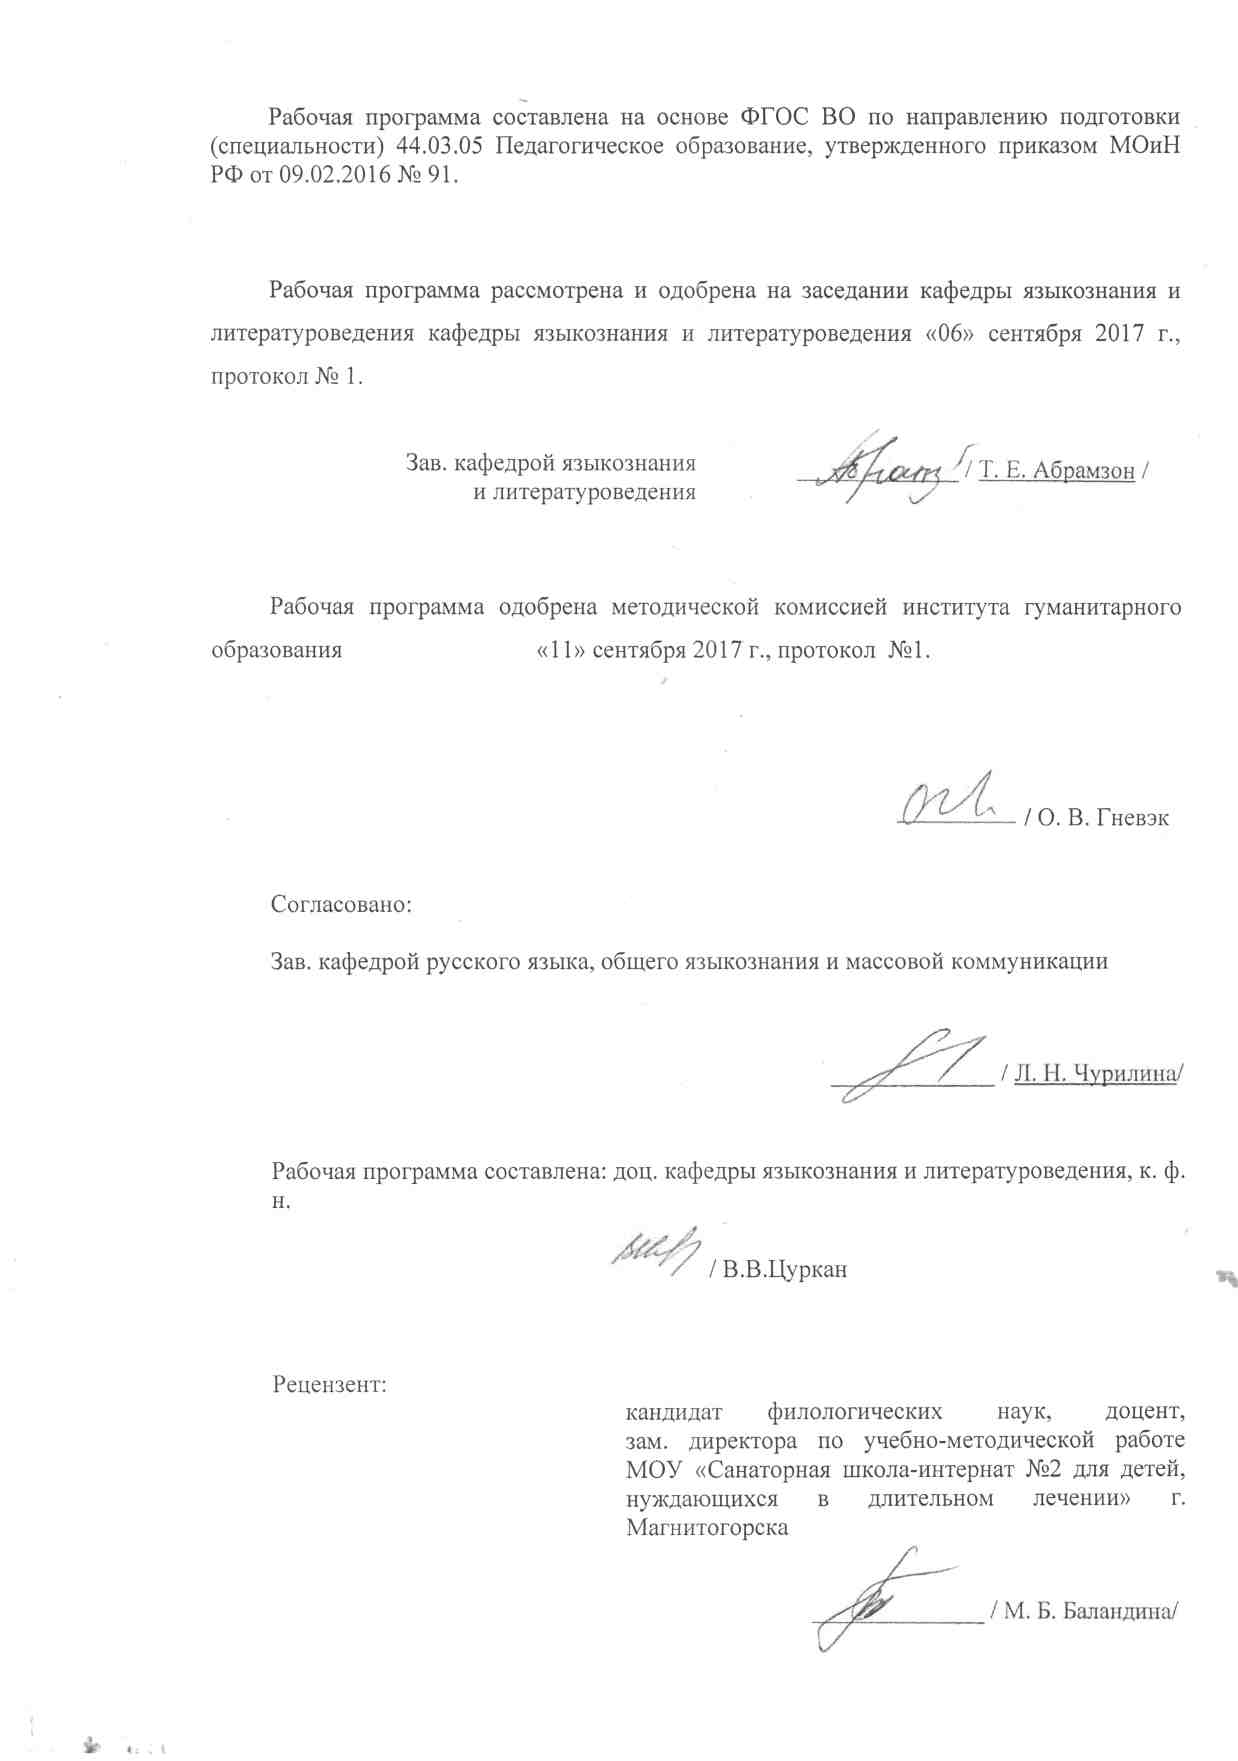 Рабочая программа составлена на основе ФГОС ВО по направлению подготовки
(специальности) 44.03.05 Педагогическое образование, утвержденного приказом МОиН
РФ от 09.02.2016 № 91.
Рабочая программа рассмотрена и одобрена на заседании кафедры языкознания и
литературоведения кафедры языкознания и литературоведения «06» сентября 2017 г.,
протокол № 1.
Зав. кафедрой языкознания
и литературоведения
/ Т. Е. Абрамзон /
Рабочая программа одобрена методической комиссией института гуманитарного
образования «11» сентября 2017 г., протокол №1.
/ О. В. Гневэк
Согласовано:
Зав. кафедрой русского языка, общего языкознания и массовой коммуникации
/ Л. Н. Чурилина/
Рабочая программа составлена: доц. кафедры языкознания и литературоведения, к. ф.
н.
/ В.В.Цуркан
Рецензент:
кандидат филологических наук, доцент,
зам. директора по учебно-методической работе
МОУ «Санаторная школа-интернат №2 для детей,
нуждающихся в длительном лечении» г.
Магнитогорска
/ М. Б. Баландина/